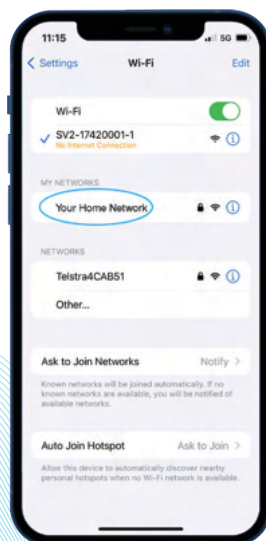 11:15
5G
Settings
Wi-Fi
Edit
Wi-Fi
SV2-17420001-1
No Internet Connection
MY NETWORKS
Your Home Network
NETWORKS
Telstra4CAB51
Other...
Ask to Join Networks
Notify
Known networks will be joined automatically. If no
known networks are available, you will be notified of
available networks.
Auto Join Hotspot
Ask to Join
Allow this device to automatically discover nearby
personal hotspots when no Wi-Fi network is available.